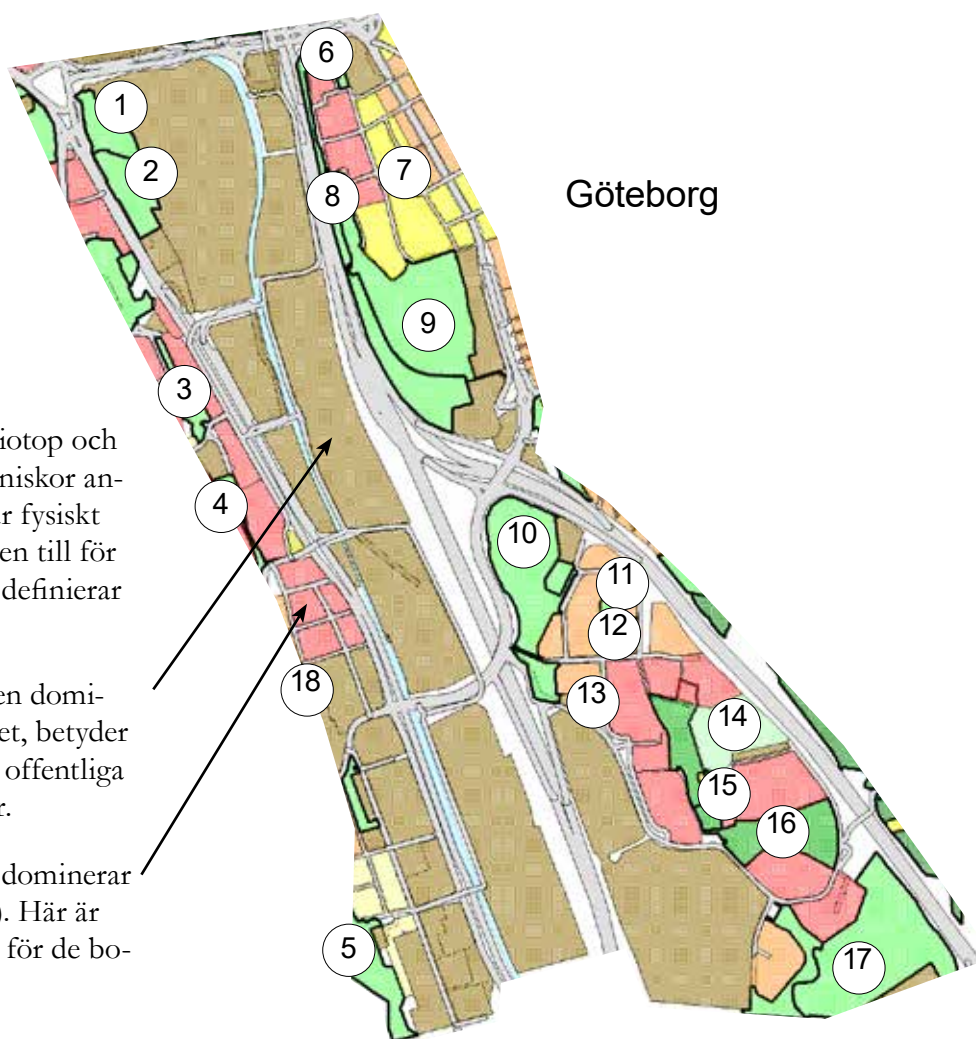 6
1
2
7
8
Göteborg
9
3
iotop och
niskor an-
r fysiskt
en till för
definierar
4
10
11
12
18
13
en domi-
et, betyder
offentliga
r.
14
15
16
dominerar
). Här är
för de bo-
5
17